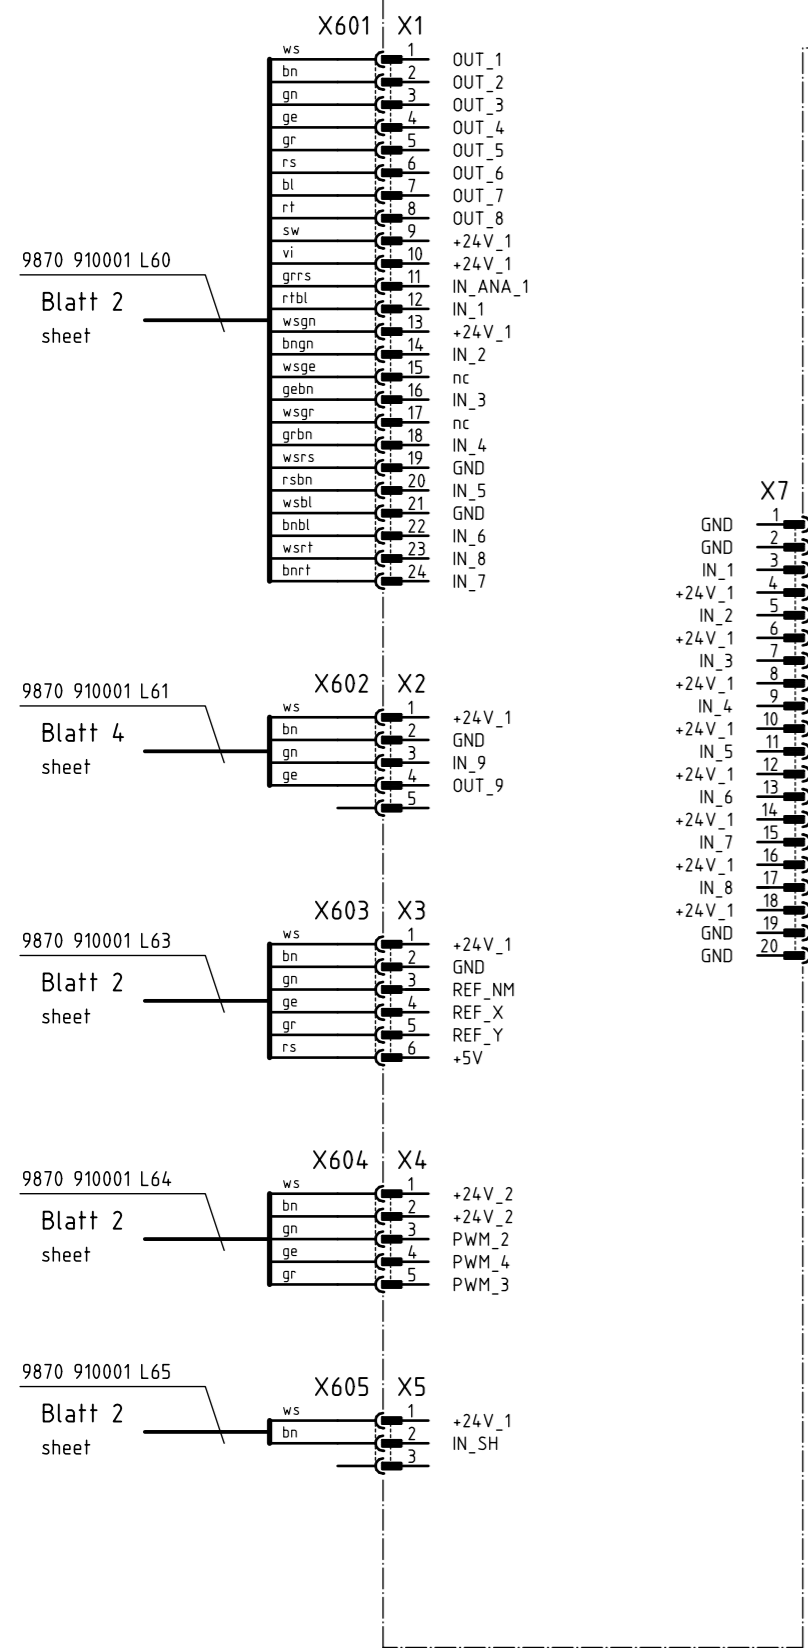 X601 X1
ws 1 OUT_1
bn 2 OUT_2
gn 3 OUT_3
ge 4 OUT_4
gr 5 OUT_5
rs 6 OUT_6
bl 7 OUT_7
rt 8 OUT_8
sw 9 +24V_1
vi 10 +24V_1
grrs 11 IN_ANA_1
rtbl 12 IN_1
wsgn 13 +24V_1
bngn 14 IN_2
wsge 15 nc
gebn 16 IN_3
wsgr 17 nc
grbn 18 IN_4
wsrs 19 GND
rsbn 20 IN_5
wsbl 21 GND
bnbl 22 IN_6
wsrt 23 IN_8
bnrt 24 IN_7
9870 910001 L60
Blatt 2
sheet
X602 X2
ws 1 +24V_1
bn 2 GND
gn 3 IN_9
ge 4 OUT_9
5
9870 910001 L61
Blatt 4
sheet
X603 X3
ws 1 +24V_1
bn 2 GND
gn 3 REF_NM
ge 4 REF_X
gr 5 REF_Y
rs 6 +5V
9870 910001 L63
Blatt 2
sheet
X604 X4
ws 1 +24V_2
bn 2 +24V_2
gn 3 PWM_2
ge 4 PWM_4
gr 5 PWM_3
9870 910001 L64
Blatt 2
sheet
X605 X5
ws 1 +24V_1
bn 2 IN_SH
3
9870 910001 L65
Blatt 2
sheet
X7
GND 1
GND 2
IN_1 3
+24V_1 4
IN_2 5
+24V_1 6
IN_3 7
+24V_1 8
IN_4 9
+24V_1 10
IN_5 11
+24V_1 12
IN_6 13
+24V_1 14
IN_7 15
+24V_1 16
IN_8 17
+24V_1 18
GND 19
GND 20